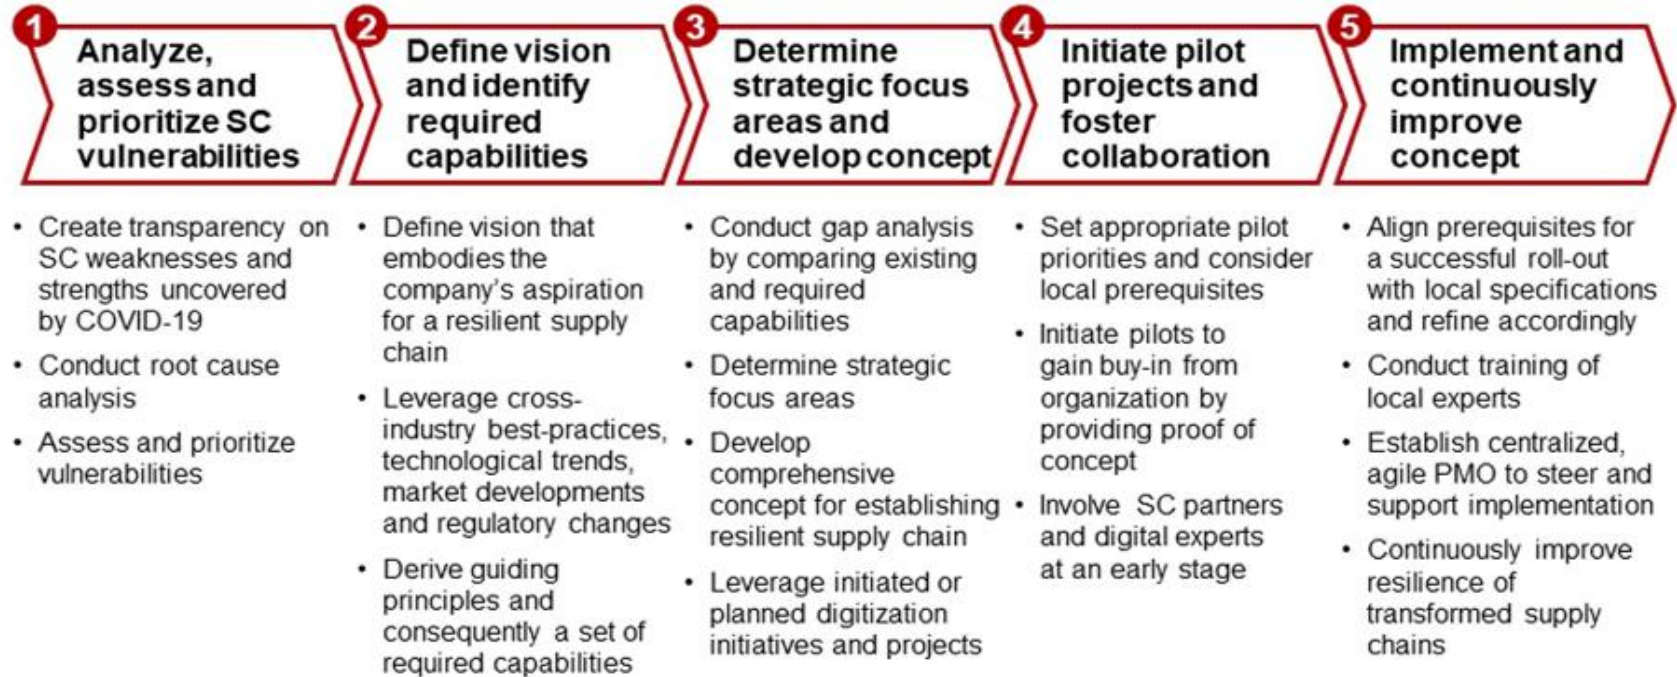 1
Analyze,
assess and
prioritize SC
vulnerabilities
• Create transparency on
SC weaknesses and
strengths uncovered
by COVID-19
• Conduct root cause
analysis
• Assess and prioritize
vulnerabilities
2
Define vision
and identify
required
capabilities
• Define vision that
embodies the
company's aspiration
for a resilient supply
chain
• Leverage cross-
industry best-practices,
technological trends,
market developments
and regulatory changes
• Derive guiding
principles and
consequently a set of
required capabilities
3
Determine
strategic focus
areas and
develop concept
• Conduct gap analysis
by comparing existing
and required
capabilities
• Determine strategic
focus areas
• Develop
comprehensive
concept for establishing
resilient supply chain
• Leverage initiated or
planned digitization
initiatives and projects
4
Initiate pilot
projects and
foster
collaboration
• Set appropriate pilot
priorities and consider
local prerequisites
• Initiate pilots to
gain buy-in from
organization by
providing proof of
concept
• Involve SC partners
and digital experts
at an early stage
5
Implement and
continuously
improve
concept
• Align prerequisites for
a successful roll-out
with local specifications
and refine accordingly
• Conduct training of
local experts
• Establish centralized,
agile PMO to steer and
support implementation
• Continuously improve
resilience of
transformed supply
chains